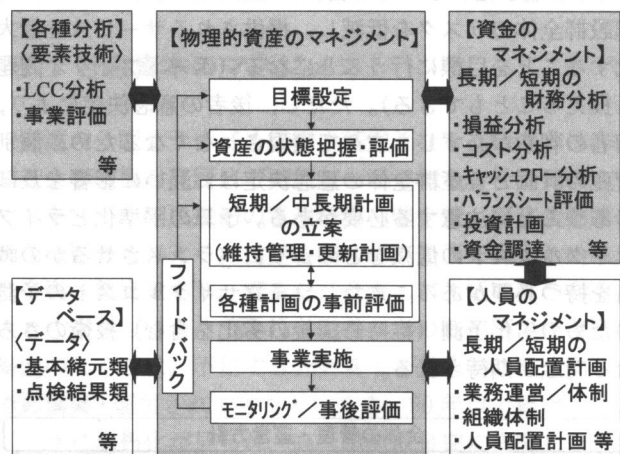 【各種分析】
〈要素技術〉
・LCC分析
・事業評価
等
【データ
ベース】
〈データ〉
・基本緒元類
・点検結果類
等
【物理的資産のマネジメント】
目標設定
資産の状態把握・評価
短期/中長期計画
の立案
(維持管理・更新計画)
各種計画の事前評価
事業実施
モニタリング/事後評価
フィードバック
【資金の
マネジメント】
長期/短期の
財務分析
・損益分析
・コスト分析
・キャッシュフロー分析
・バランスシート評価
・投資計画
・資金調達 等
【人員の
マネジメント】
長期/短期の
人員配置計画
・業務運営/体制
・組織体制
・人員配置計画 等